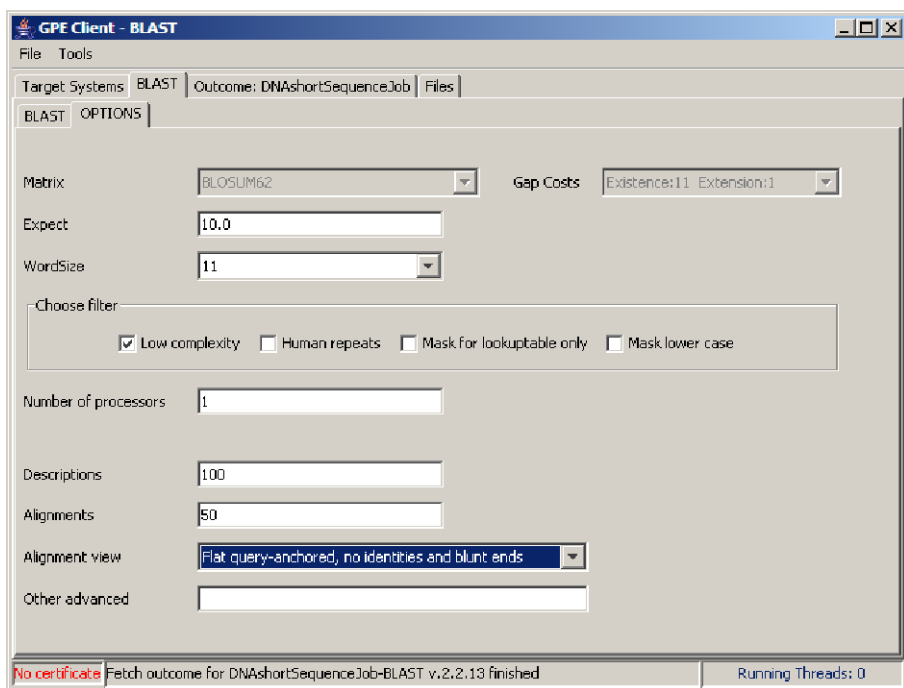 GPE Client - BLAST
File Tools
Target Systems BLAST Outcome: DNAshortSequenceJob Files
BLAST OPTIONS
Matrix BLOSUM62 Gap Costs Existence:11 Extension:1
Expect 10.0
WordSize 11
Choose filter
Low complexity Human repeats Mask for lookuptable only Mask lower case
Number of processors 1
Descriptions 100
Alignments 50
Alignment view Flat query-anchored, no identities and blunt ends
Other advanced
No certificate Fetch outcome for DNAshortSequenceJob-BLAST v.2.2.13 finished Running Threads: 0